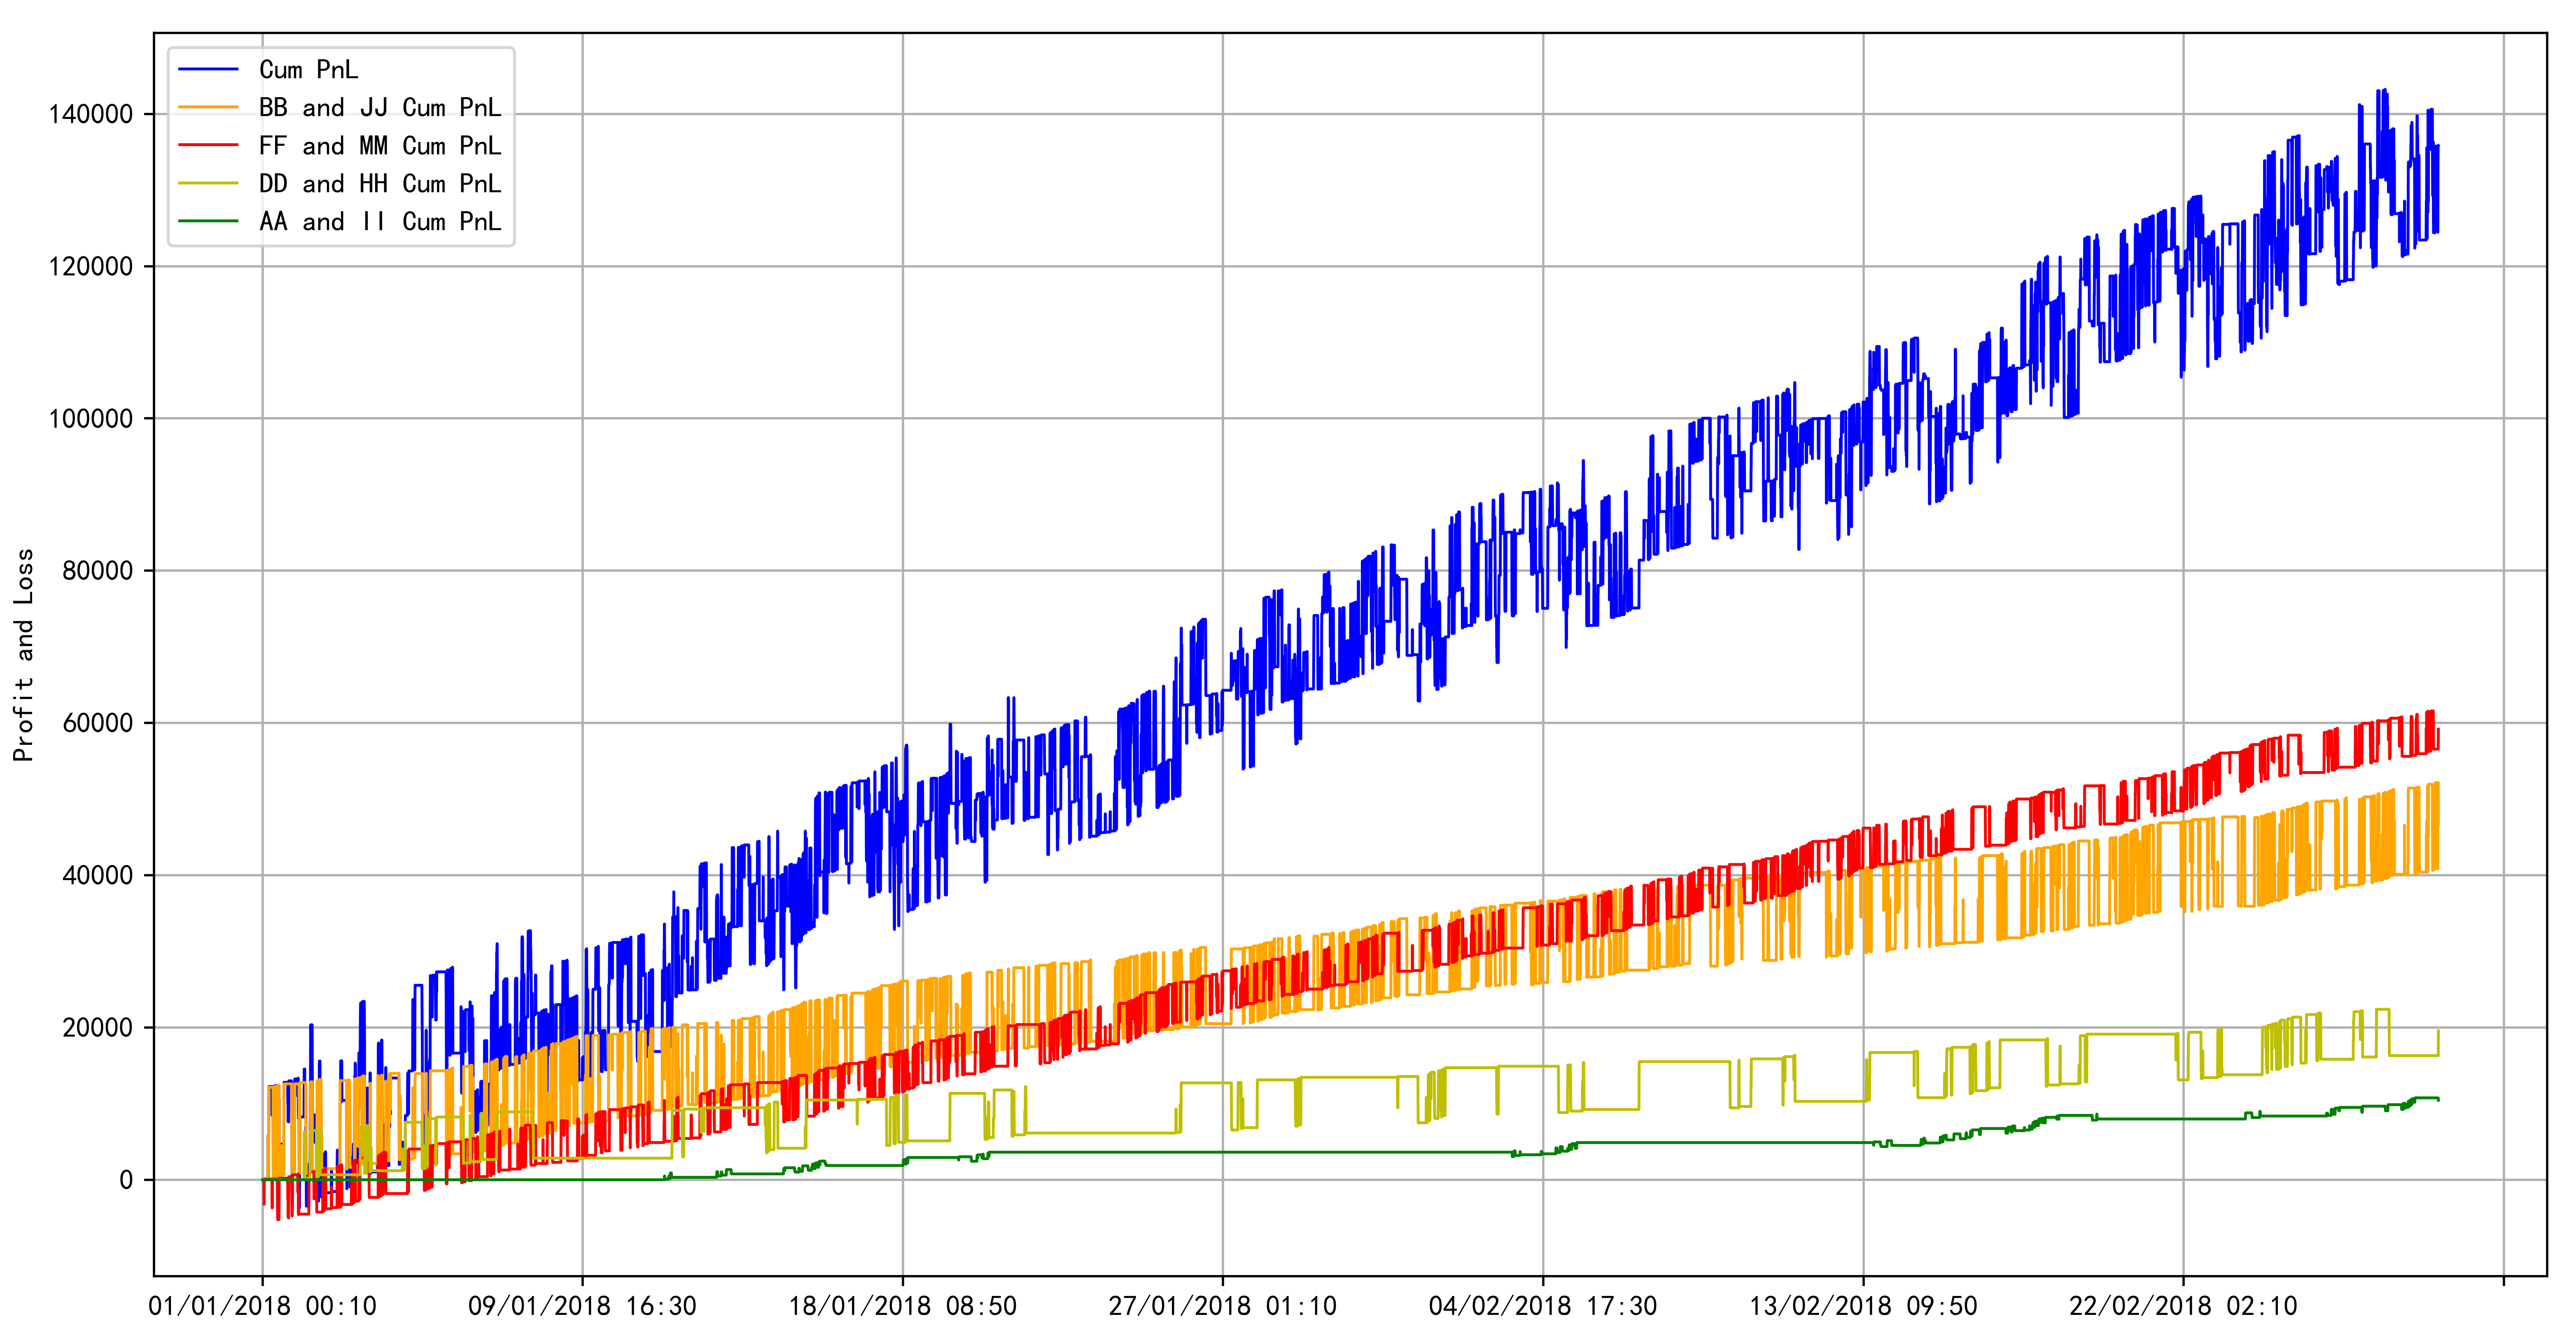 Cum PnL
BB and JJ Cum PnL
FF and MM Cum PnL
DD and HH Cum PnL
AA and II Cum PnL
Profit and Loss
140000
120000
100000
80000
60000
40000
20000
0
01/01/2018 00:10
09/01/2018 16:30
18/01/2018 08:50
27/01/2018 01:10
04/02/2018 17:30
13/02/2018 09:50
22/02/2018 02:10